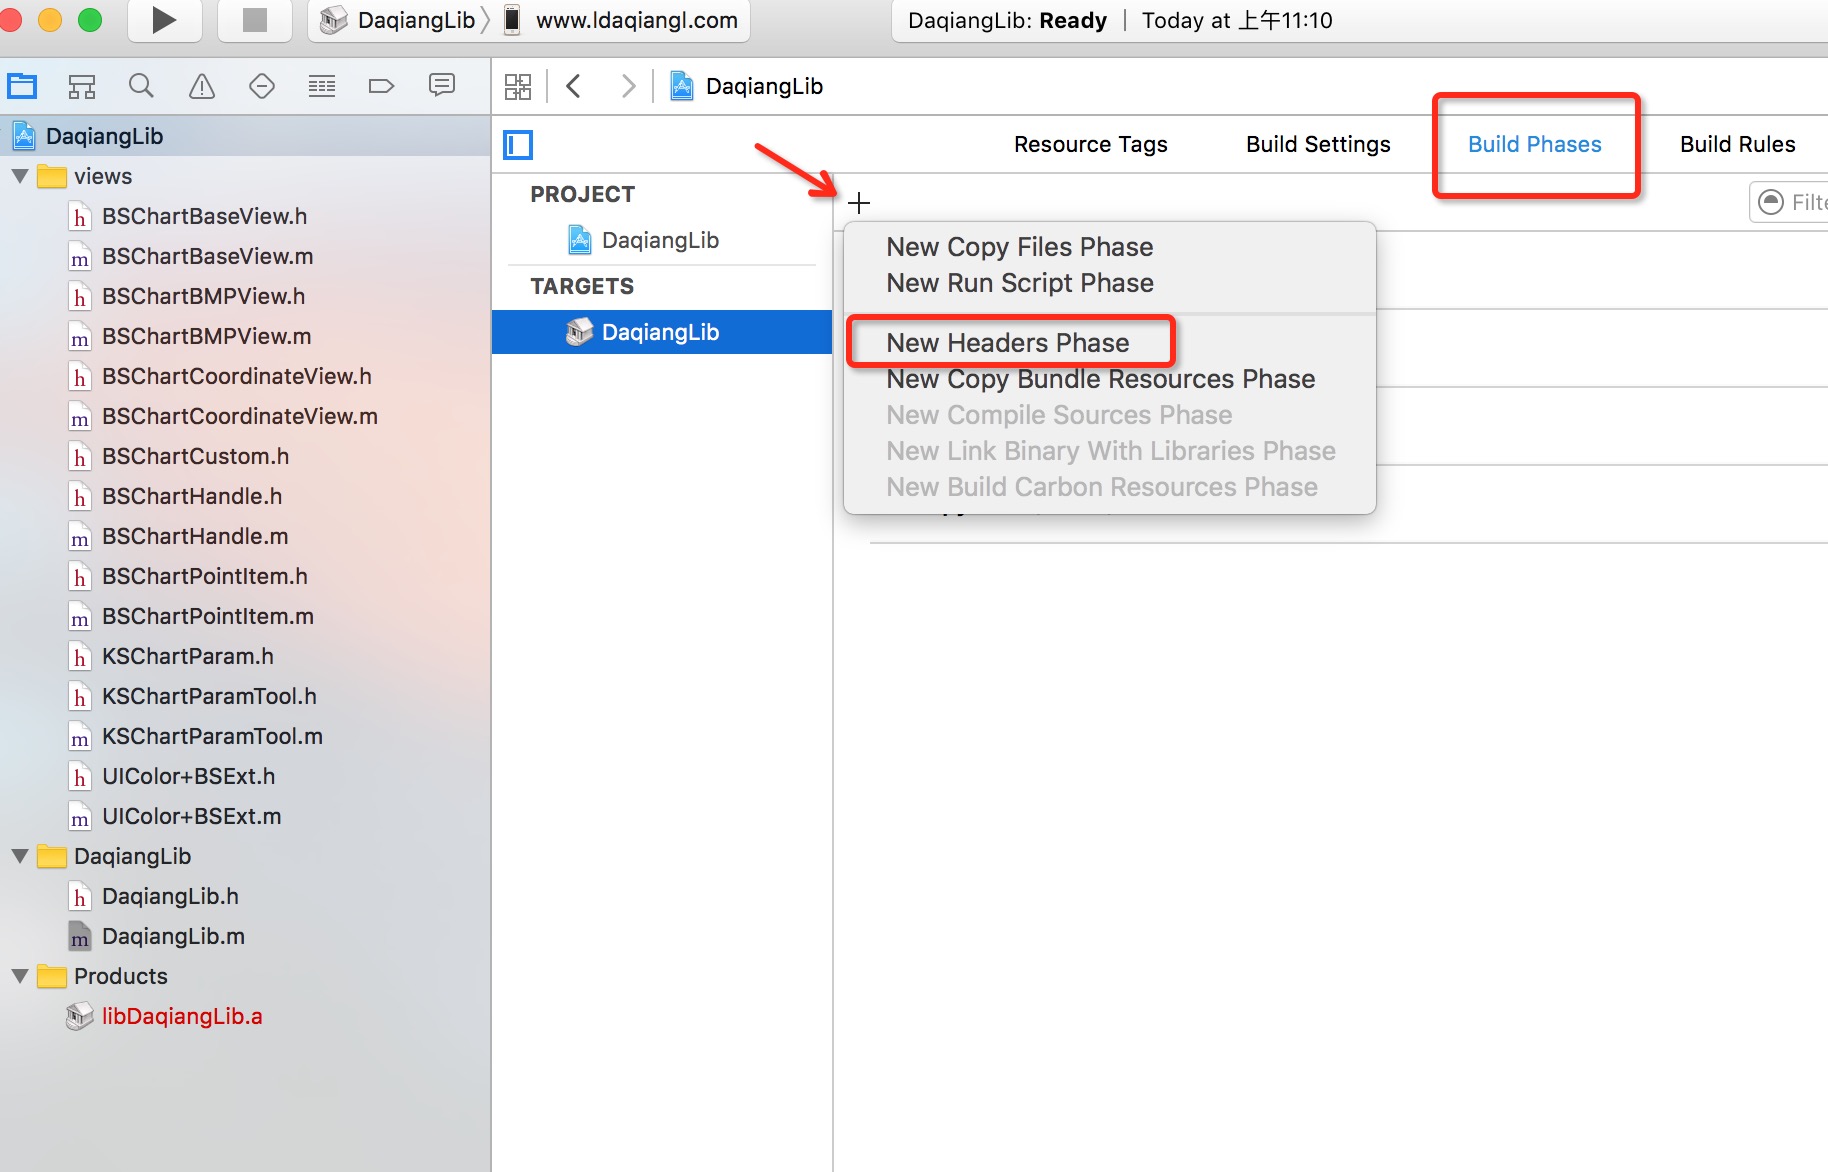 DaqiangLib
www.ldaqiangl.com
DaqiangLib: Ready
Today at 上午11:10
DaqiangLib
DaqiangLib
views
BSChartBaseView.h
BSChartBaseView.m
BSChartBMPView.h
BSChartBMPView.m
BSChartCoordinateView.h
BSChartCoordinateView.m
BSChartCustom.h
BSChartHandle.h
BSChartHandle.m
BSChartPointItem.h
BSChartPointItem.m
KSChartParam.h
KSChartParamTool.h
KSChartParamTool.m
UIColor+BSExt.h
UIColor+BSExt.m
DaqiangLib
DaqiangLib.h
DaqiangLib.m
Products
libDaqiangLib.a
Resource Tags
Build Settings
Build Phases
Build Rules
PROJECT
DaqiangLib
TARGETS
DaqiangLib
New Copy Files Phase
New Run Script Phase
New Headers Phase
New Copy Bundle Resources Phase
New Compile Sources Phase
New Link Binary With Libraries Phase
New Build Carbon Resources Phase